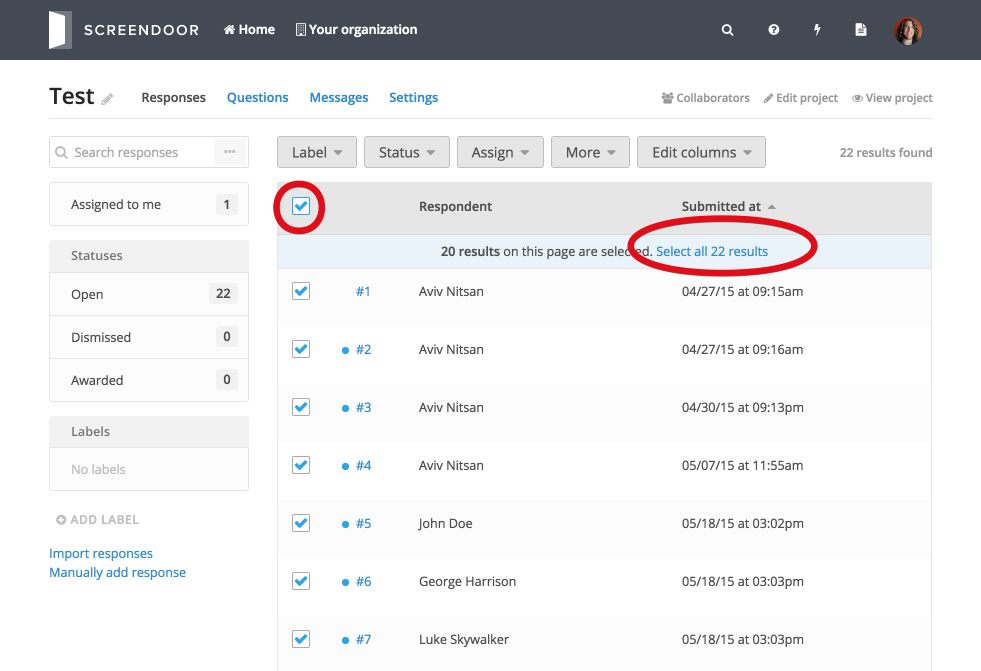 SCREENDOOR Home Your organization
Test Responses Questions Messages Settings Collaborators Edit project View project
Search responses ••• Label Status Assign More Edit columns 22 results found
Assigned to me 1
Statuses
Open 22
Dismissed 0
Awarded 0
Labels
No labels
ADD LABEL
Import responses
Manually add response
Respondent Submitted at
20 results on this page are selected. Select all 22 results
#1 Aviv Nitsan 04/27/15 at 09:15am
#2 Aviv Nitsan 04/27/15 at 09:16am
#3 Aviv Nitsan 04/30/15 at 09:13pm
#4 Aviv Nitsan 05/07/15 at 11:55am
#5 John Doe 05/18/15 at 03:02pm
#6 George Harrison 05/18/15 at 03:03pm
#7 Luke Skywalker 05/18/15 at 03:03pm